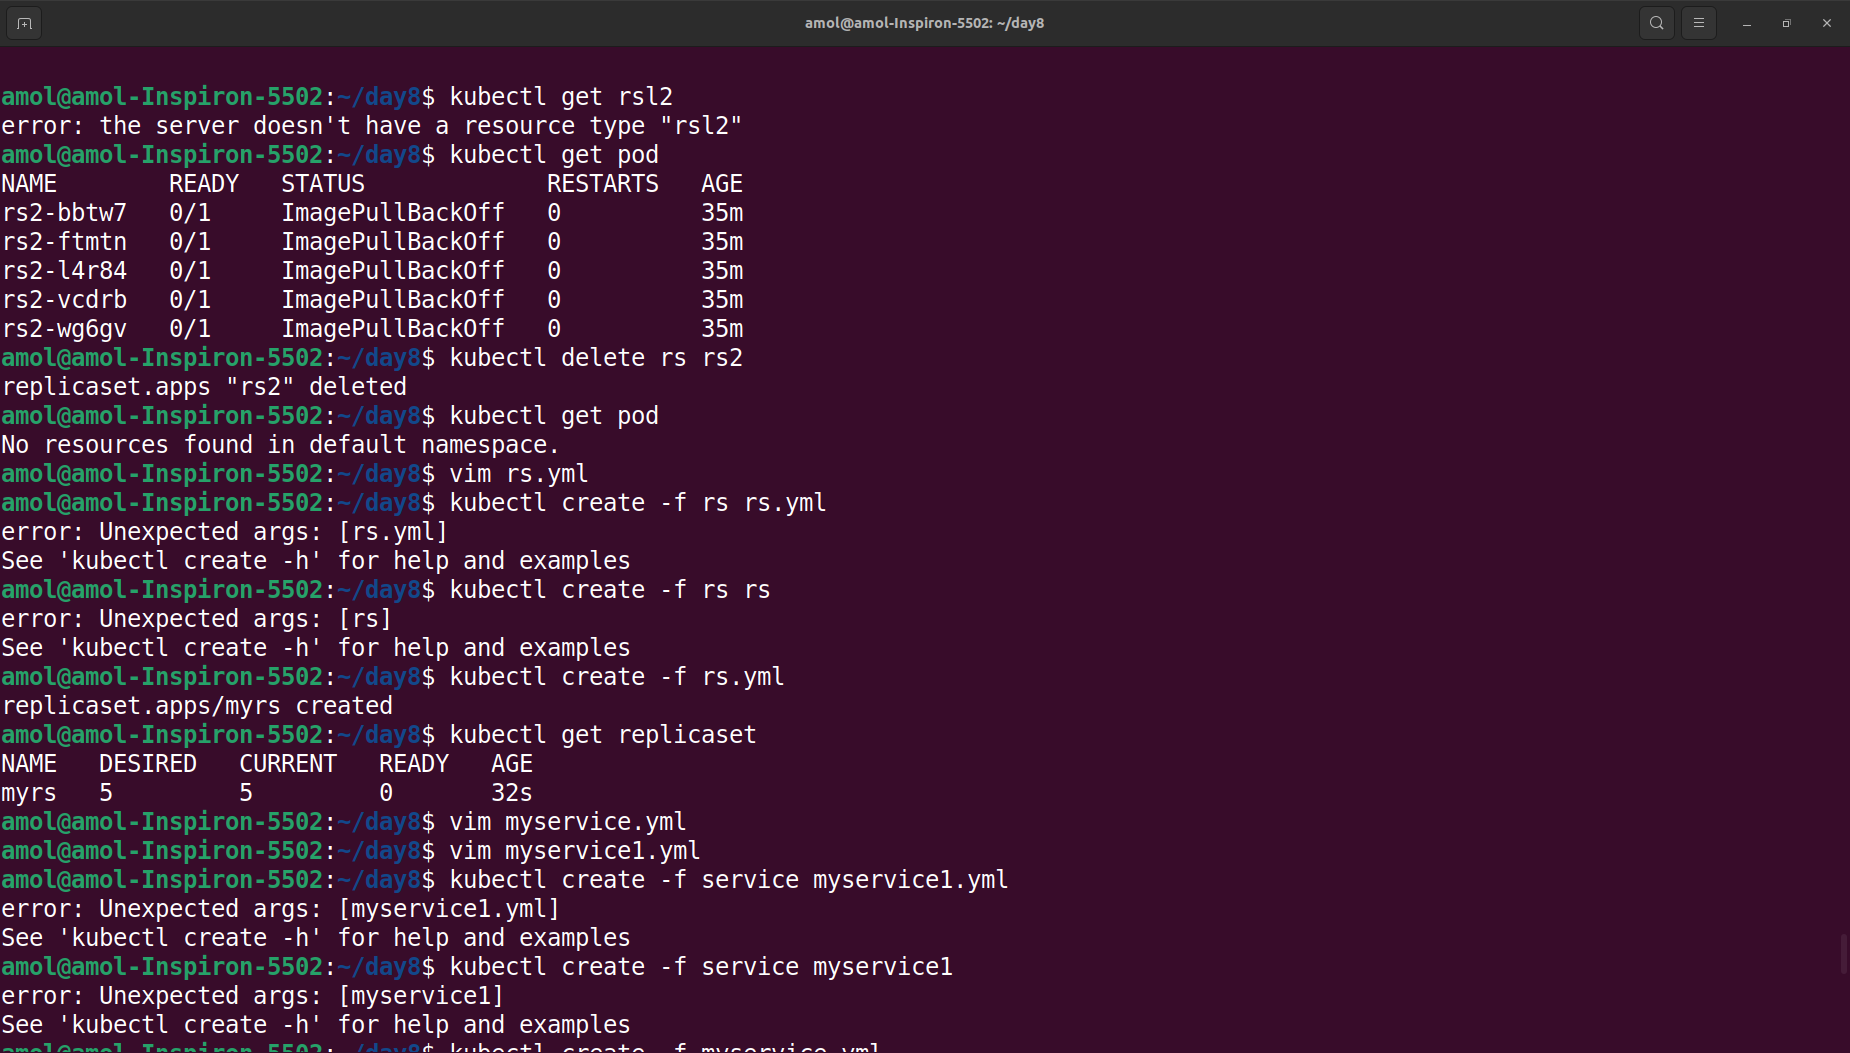 amol@amol-Inspiron-5502: ~/day8
amol@amol-Inspiron-5502:~/day8$ kubectl get rsl2
error: the server doesn't have a resource type "rsl2"
amol@amol-Inspiron-5502:~/day8$ kubectl get pod
NAME        READY   STATUS             RESTARTS   AGE
rs2-bbtw7   0/1     ImagePullBackOff   0          35m
rs2-ftmtn   0/1     ImagePullBackOff   0          35m
rs2-l4r84   0/1     ImagePullBackOff   0          35m
rs2-vcdrb   0/1     ImagePullBackOff   0          35m
rs2-wg6gv   0/1     ImagePullBackOff   0          35m
amol@amol-Inspiron-5502:~/day8$ kubectl delete rs rs2
replicaset.apps "rs2" deleted
amol@amol-Inspiron-5502:~/day8$ kubectl get pod
No resources found in default namespace.
amol@amol-Inspiron-5502:~/day8$ vim rs.yml
amol@amol-Inspiron-5502:~/day8$ kubectl create -f rs rs.yml
error: Unexpected args: [rs.yml]
See 'kubectl create -h' for help and examples
amol@amol-Inspiron-5502:~/day8$ kubectl create -f rs rs
error: Unexpected args: [rs]
See 'kubectl create -h' for help and examples
amol@amol-Inspiron-5502:~/day8$ kubectl create -f rs.yml
replicaset.apps/myrs created
amol@amol-Inspiron-5502:~/day8$ kubectl get replicaset
NAME   DESIRED   CURRENT   READY   AGE
myrs   5         5         0       32s
amol@amol-Inspiron-5502:~/day8$ vim myservice.yml
amol@amol-Inspiron-5502:~/day8$ vim myservice1.yml
amol@amol-Inspiron-5502:~/day8$ kubectl create -f service myservice1.yml
error: Unexpected args: [myservice1.yml]
See 'kubectl create -h' for help and examples
amol@amol-Inspiron-5502:~/day8$ kubectl create -f service myservice1
error: Unexpected args: [myservice1]
See 'kubectl create -h' for help and examples
amol@amol-Inspiron-5502:~/day8$ kubectl create -f myservice.yml